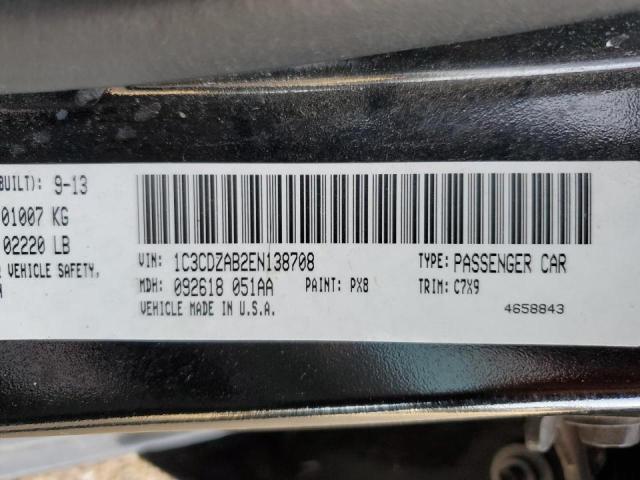 BUILT): 9-13
01007 KG
02220 LB
VEHICLE SAFETY,
VIN: 1C3CDZAB2EN138708 TYPE: PASSENGER CAR
MDH: 092618 051AA PAINT: PX8 TRIM: C7X9
VEHICLE MADE IN U.S.A. 4658843